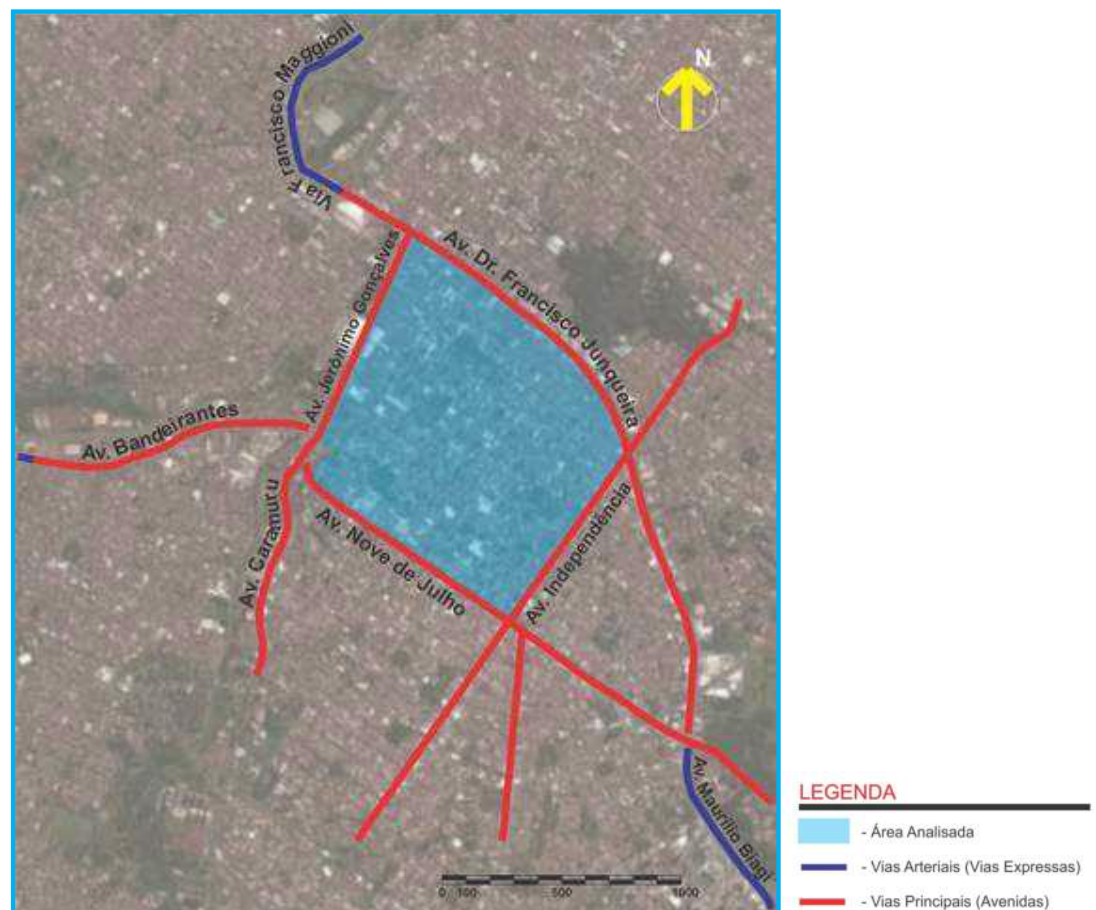 N
Via Francisco Maggioni
Av. Jerônimo Gonçalves
Av. Dr. Francisco Junqueira
Av. Bandeirantes
Av. Caramuru
Av. Nove de Julho
Av. Independência
Av. Maurilio Biagi
0 100 500 1000
LEGENDA
- Área Analisada
- Vias Arteriais (Vias Expressas)
- Vias Principais (Avenidas)